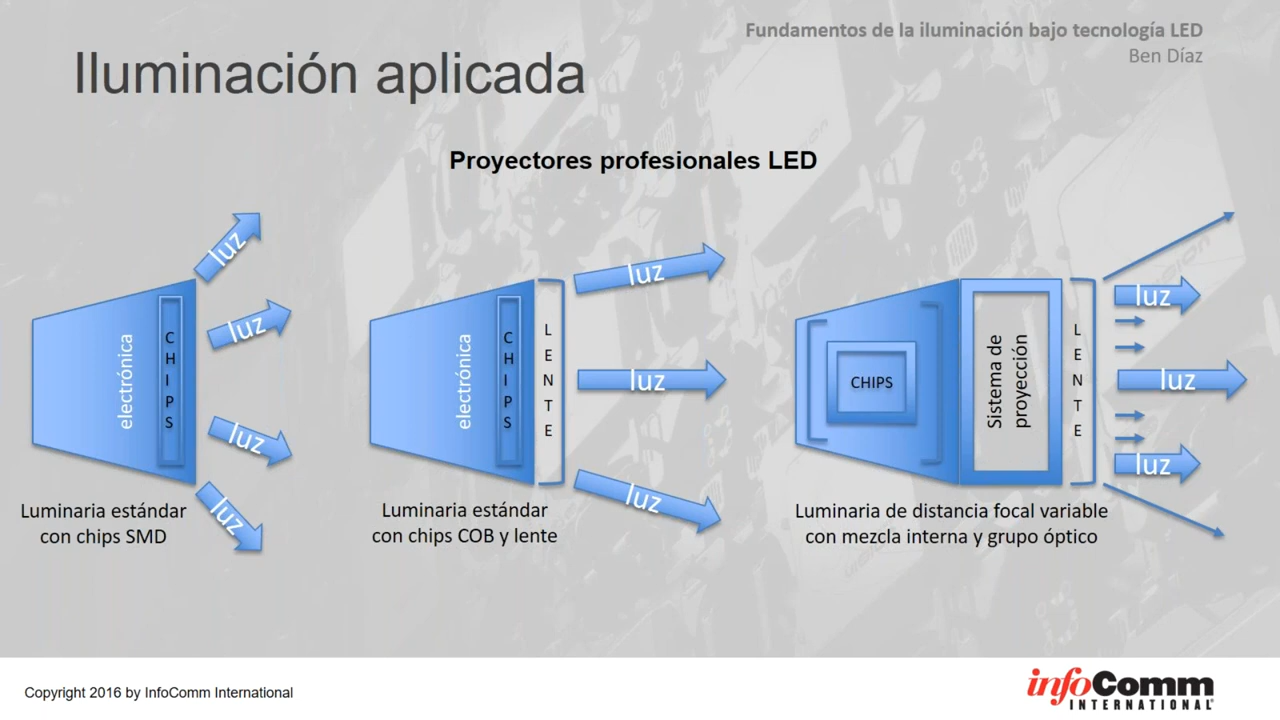 Fundamentos de la iluminación bajo tecnología LED
Ben Díaz
Iluminación aplicada
Proyectores profesionales LED
electrónica
CHIPS
luz
luz
luz
luz
Luminaria estándar
con chips SMD
electrónica
CHIPS
LENTE
luz
luz
luz
Luminaria estándar
con chips COB y lente
CHIPS
Sistema de
proyección
LENTE
luz
luz
luz
Luminaria de distancia focal variable
con mezcla interna y grupo óptico
Copyright 2016 by InfoComm International
infoComm
INTERNATIONAL®